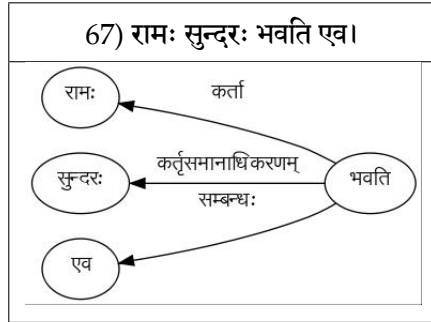 67) रामः सुन्दरः भवति एव।
रामः
कर्ता
सुन्दरः
कर्तृसमानाधिकरणम्
भवति
सम्बन्धः
एव